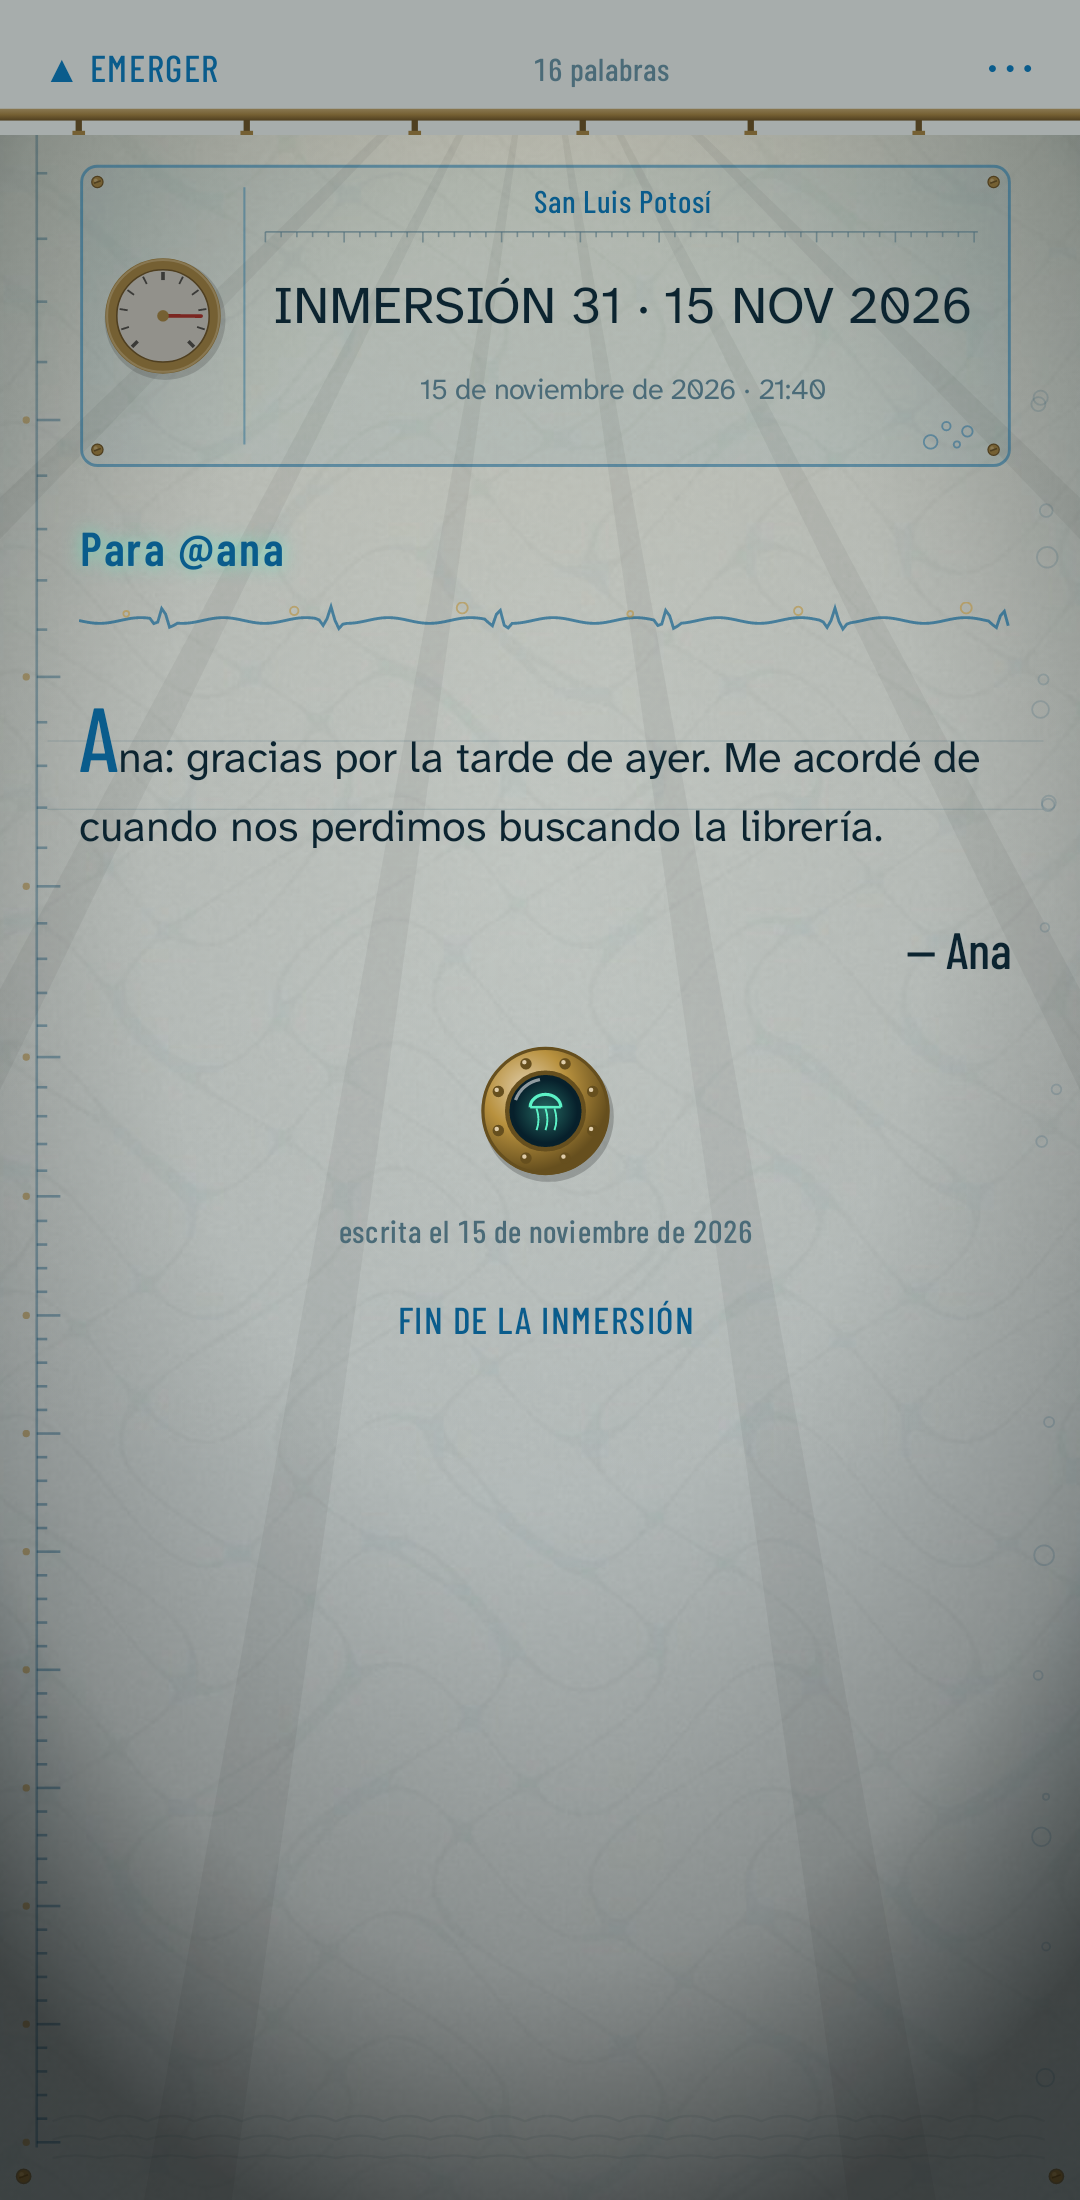 ▲ EMERGER
16 palabras
...
San Luis Potosí
INMERSIÓN 31 · 15 NOV 2026
15 de noviembre de 2026 · 21:40
Para @ana
Ana: gracias por la tarde de ayer. Me acordé de
cuando nos perdimos buscando la librería.
— Ana
escrita el 15 de noviembre de 2026
FIN DE LA INMERSIÓN